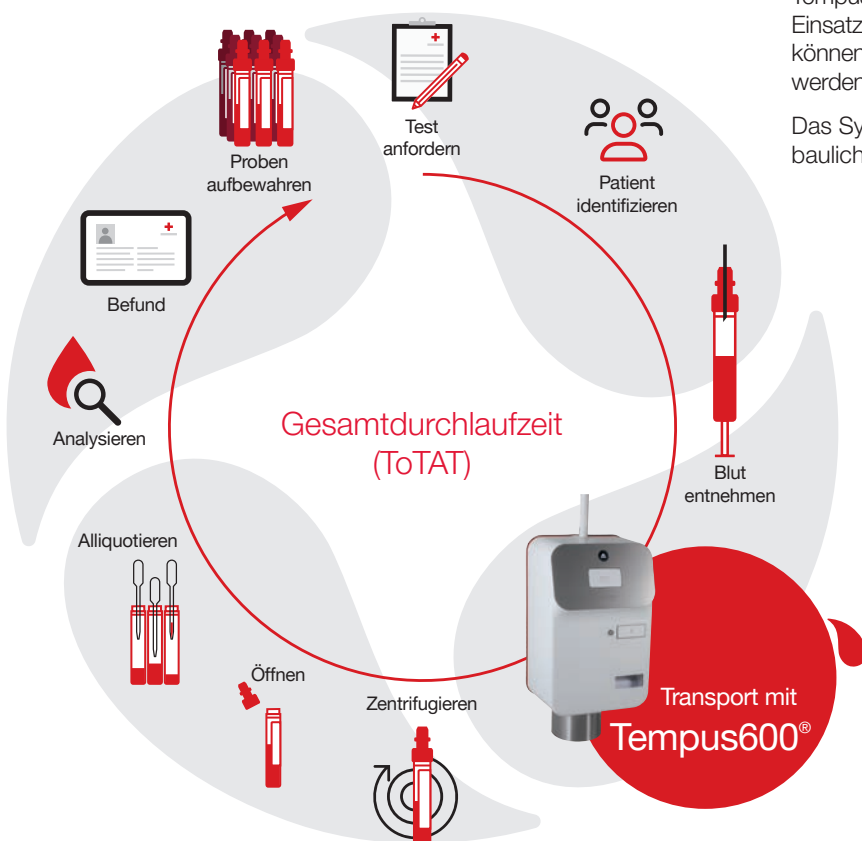 Einsatz
können
werden
Das Sy
baulich
Test
anfordern
Patient
identifizieren
Blut
entnehmen
Transport mit
Tempus600®
Zentrifugieren
Öffnen
Alliquotieren
Analysieren
Befund
Proben
aufbewahren
Gesamtdurchlaufzeit
(ToTAT)